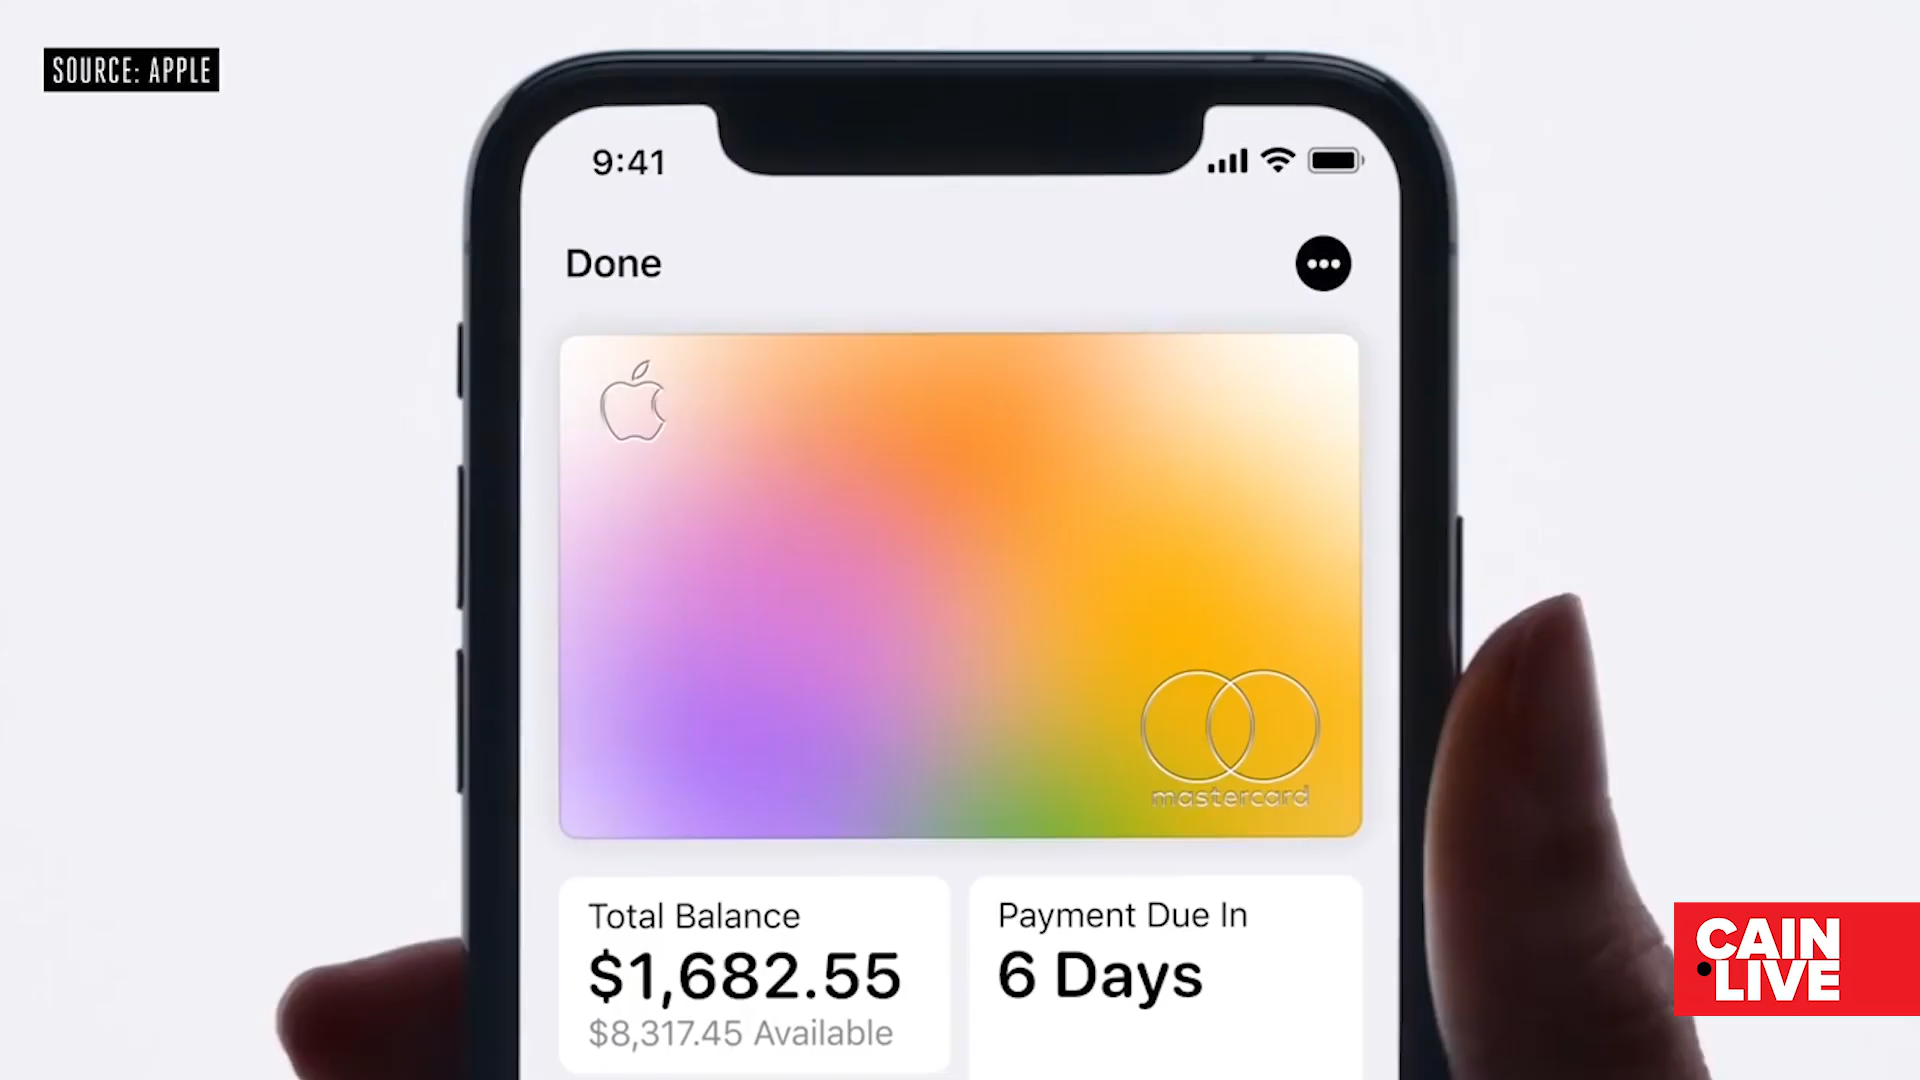 SOURCE: APPLE
9:41
Done
mastercard
Total Balance
$1,682.55
$8,317.45 Available
Payment Due In
6 Days
CAIN
LIVE